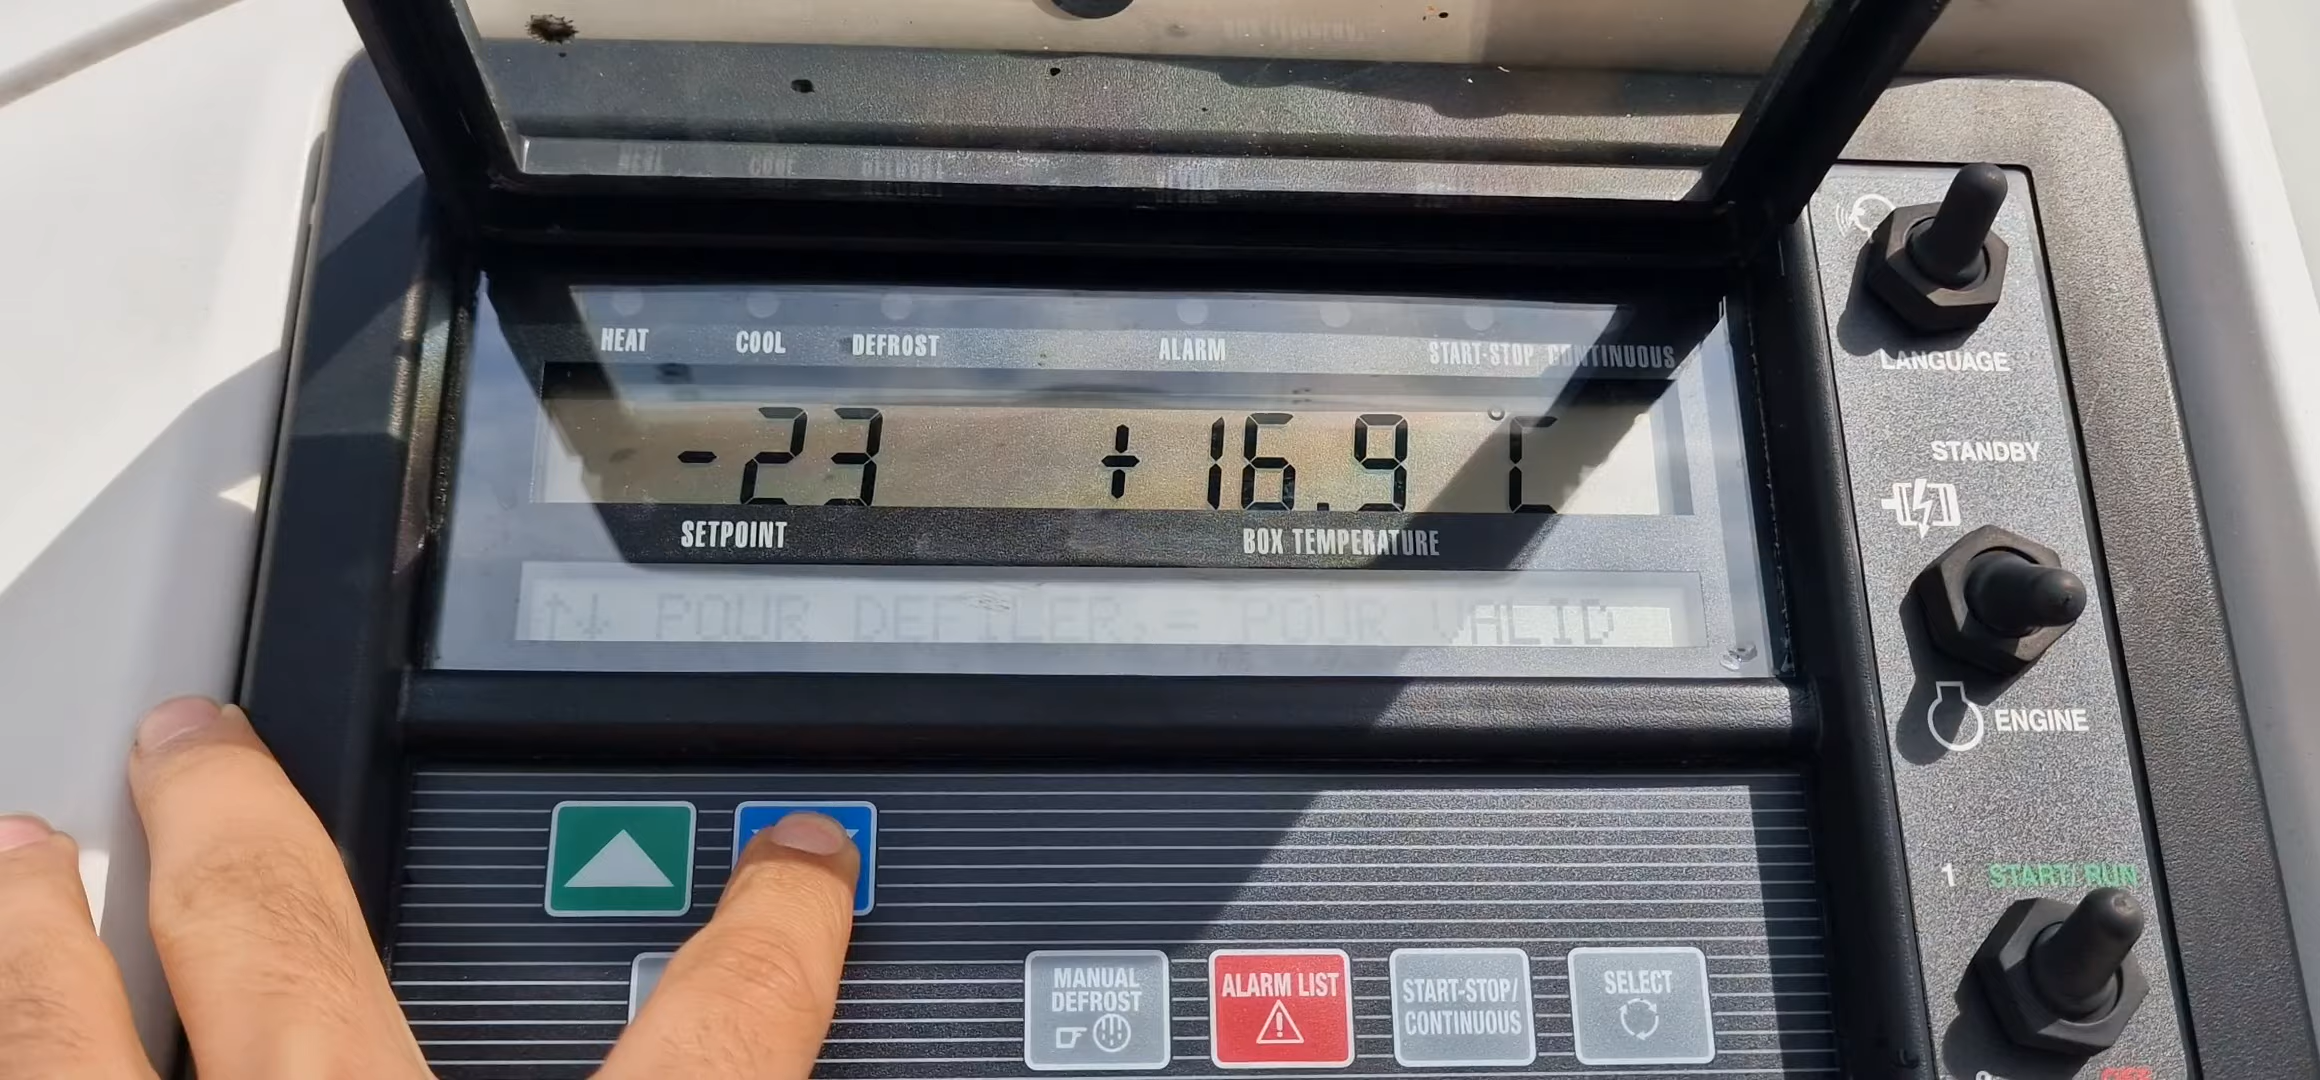 HEAT COOL DEFROST ALARM START-STOP CONTINUOUS
-23 +16.9 °C
SETPOINT BOX TEMPERATURE
↑↓ POUR DEFILER,= POUR VALID
LANGUAGE
STANDBY
ENGINE
1 START/RUN
MANUAL DEFROST
ALARM LIST
START-STOP/
CONTINUOUS
SELECT